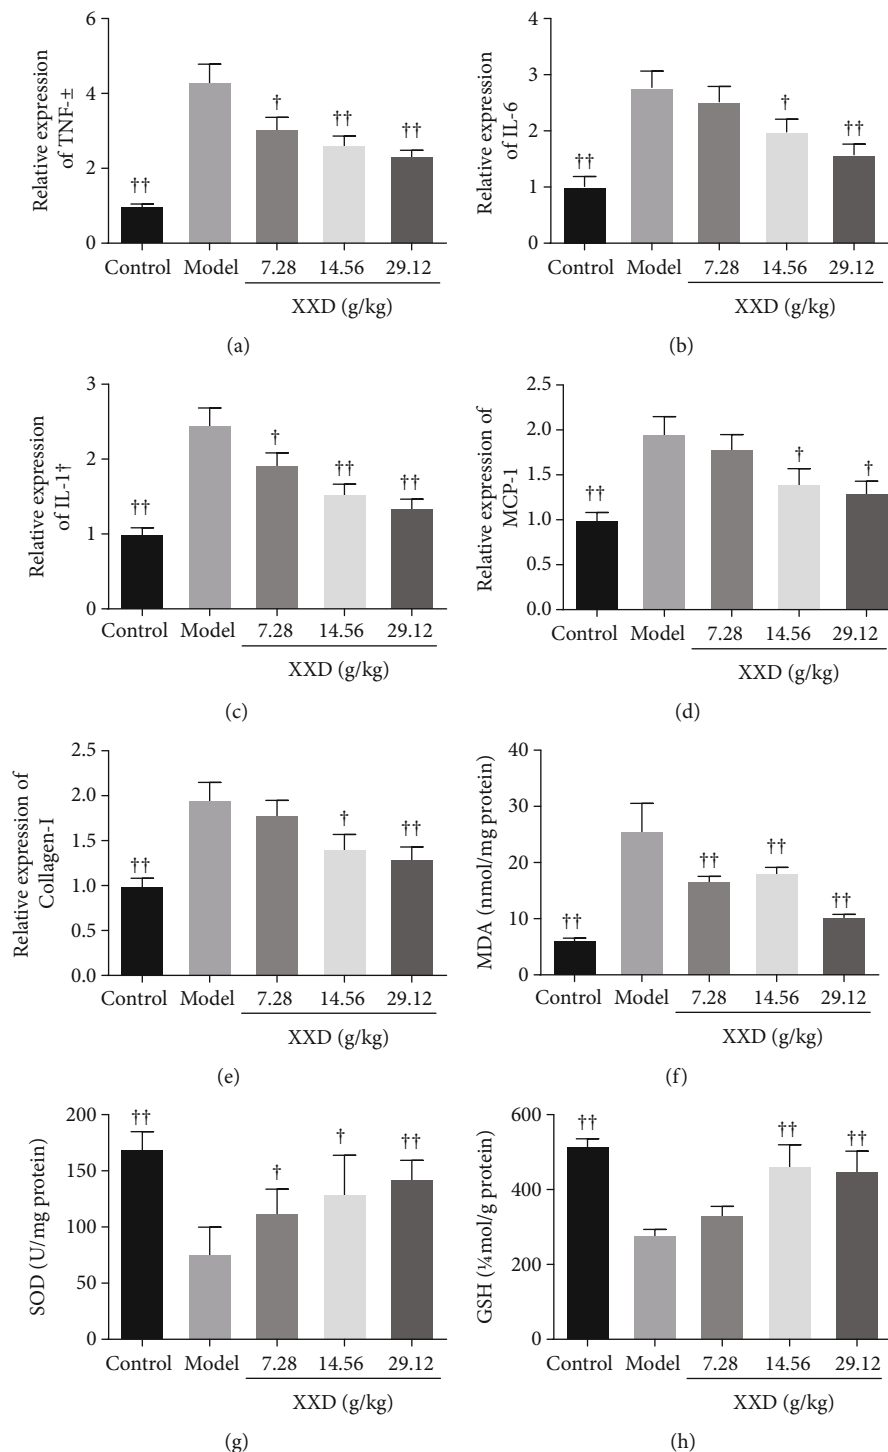 Relative expression
of TNF-±
6
4
2
0
††
†
††
††
Control Model 7.28 14.56 29.12
XXD (g/kg)
(a)
Relative expression
of IL-6
4
3
2
1
0
††
†
††
Control Model 7.28 14.56 29.12
XXD (g/kg)
(b)
Relative expression
of IL-1†
3
2
1
0
††
†
††
††
Control Model 7.28 14.56 29.12
XXD (g/kg)
(c)
Relative expression of
MCP-1
2.5
2.0
1.5
1.0
0.5
0.0
††
†
†
Control Model 7.28 14.56 29.12
XXD (g/kg)
(d)
Relative expression of
Collagen-I
2.5
2.0
1.5
1.0
0.5
0.0
††
†
††
Control Model 7.28 14.56 29.12
XXD (g/kg)
(e)
MDA (nmol/mg protein)
40
30
20
10
0
††
††
††
††
Control Model 7.28 14.56 29.12
XXD (g/kg)
(f)
SOD (U/mg protein)
200
150
100
50
0
††
†
†
††
Control Model 7.28 14.56 29.12
XXD (g/kg)
(g)
GSH (¼mol/g protein)
600
400
200
0
††
††
††
Control Model 7.28 14.56 29.12
XXD (g/kg)
(h)